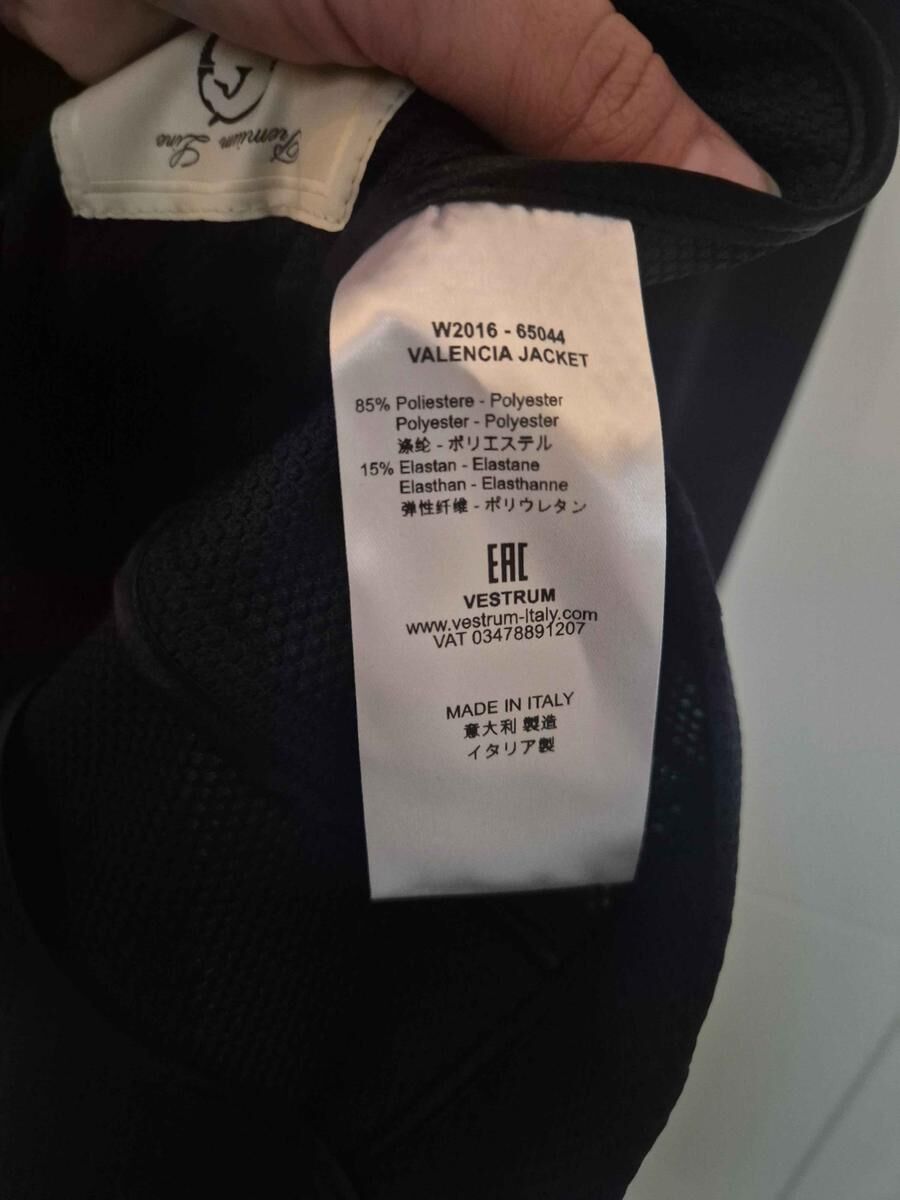 Premium Line
W2016 - 65044
VALENCIA JACKET
85% Poliestere - Polyester
Polyester - Polyester
涤纶 - ポリエステル
15% Elastan - Elastane
Elasthan - Elasthanne
弹性纤维 - ポリウレタン
EAC
VESTRUM
www.vestrum-italy.com
VAT 03478891207
MADE IN ITALY
意大利 製造
イタリア製